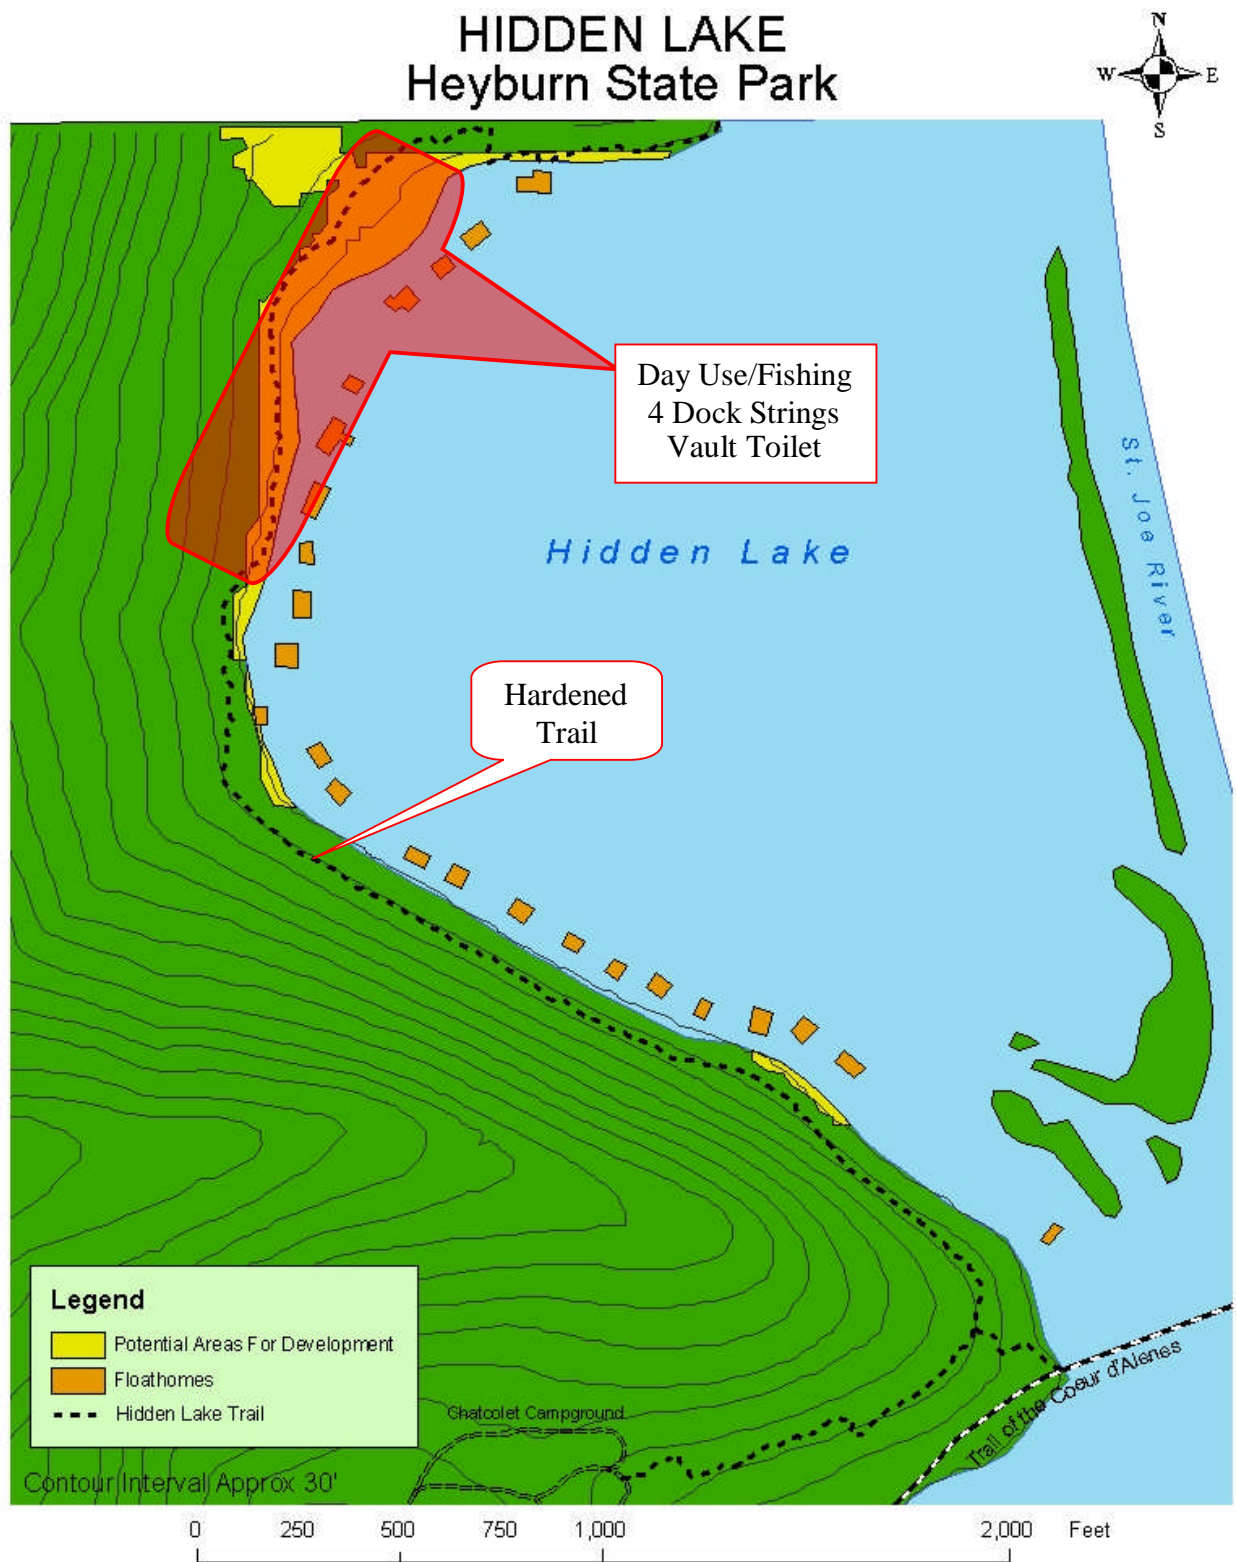 HIDDEN LAKE
Heyburn State Park
N
W E
S
Day Use/Fishing
4 Dock Strings
Vault Toilet
St. Joe River
Hidden Lake
Hardened
Trail
Legend
Potential Areas For Development
Floathomes
Hidden Lake Trail
Chatcolet Campground
Trail of the Coeur d'Alenes
Contour Interval Approx 30'
0 250 500 750 1,000 2,000 Feet